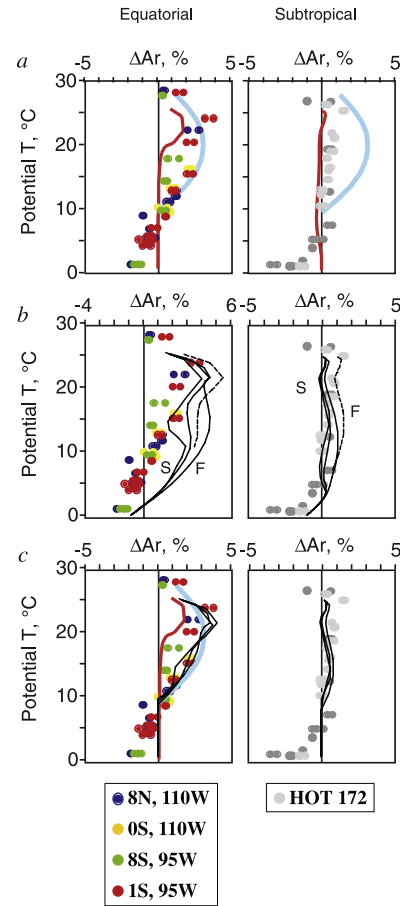 Equatorial Subtropical
a ΔAr, % ΔAr, %
-5 5 -5 5
30
20
10
0
Potential T, °C
b ΔAr, % ΔAr, %
-4 6 -5 5
30
20
10
0
Potential T, °C
S F S F
c ΔAr, % ΔAr, %
-5 5 -5 5
30
20
10
0
Potential T, °C
8N, 110W
0S, 110W
8S, 95W
1S, 95W
HOT 172